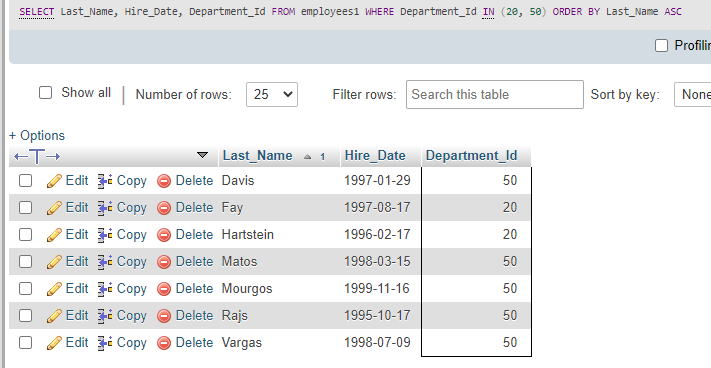 SELECT Last_Name, Hire_Date, Department_Id FROM employees1 WHERE Department_Id IN (20, 50) ORDER BY Last_Name ASC
Profilin
Show all Number of rows: 25 Filter rows: Search this table Sort by key: None
+ Options
Last_Name 1 Hire_Date Department_Id
Edit Copy Delete Davis 1997-01-29 50
Edit Copy Delete Fay 1997-08-17 20
Edit Copy Delete Hartstein 1996-02-17 20
Edit Copy Delete Matos 1998-03-15 50
Edit Copy Delete Mourgos 1999-11-16 50
Edit Copy Delete Rajs 1995-10-17 50
Edit Copy Delete Vargas 1998-07-09 50